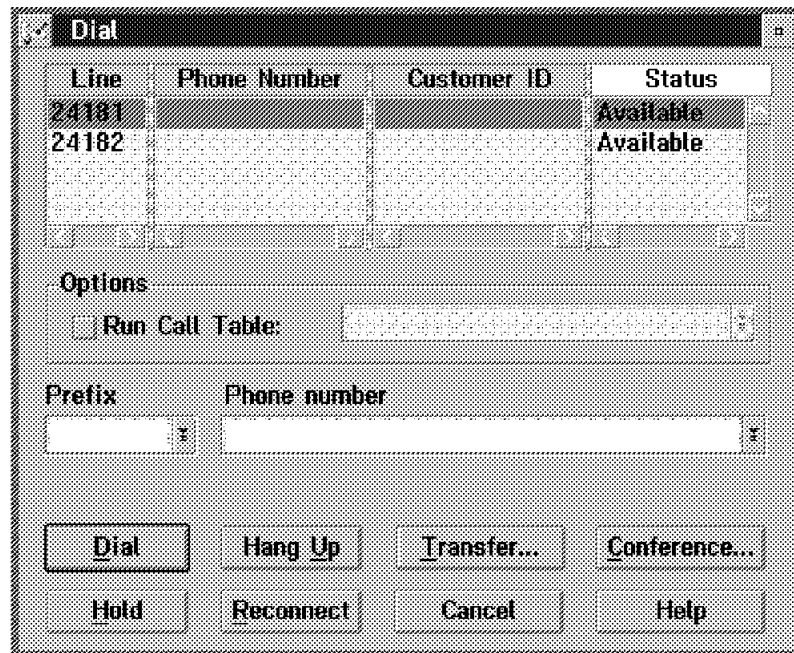 Dial
Line Phone Number Customer ID Status
24181 Available
24182 Available
Options
Run Call Table:
Prefix Phone number
Dial Hang Up Transfer... Conference...
Hold Reconnect Cancel Help